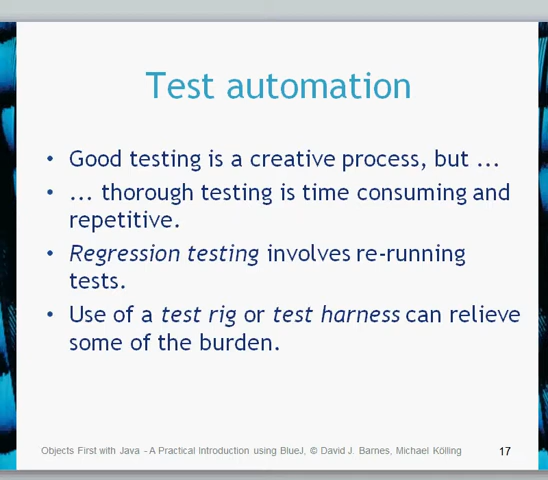 Test automation
• Good testing is a creative process, but ...
• ... thorough testing is time consuming and
repetitive.
• Regression testing involves re-running
tests.
• Use of a test rig or test harness can relieve
some of the burden.
Objects First with Java - A Practical Introduction using BlueJ, © David J. Barnes, Michael Kölling
17